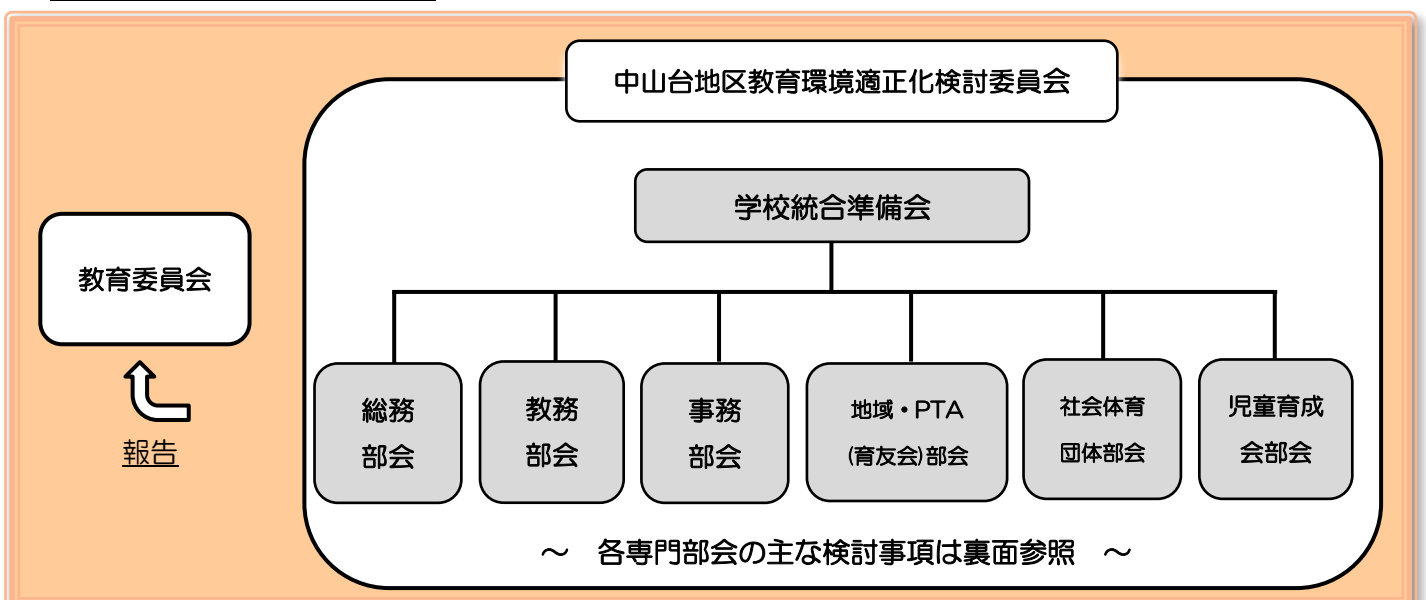 中山台地区教育環境適正化検討委員会
学校統合準備会
教育委員会
報告
総務
部会
教務
部会
事務
部会
地域・PTA
(育友会)部会
社会体育
団体部会
児童育成
会部会
～ 各専門部会の主な検討事項は裏面参照 ～